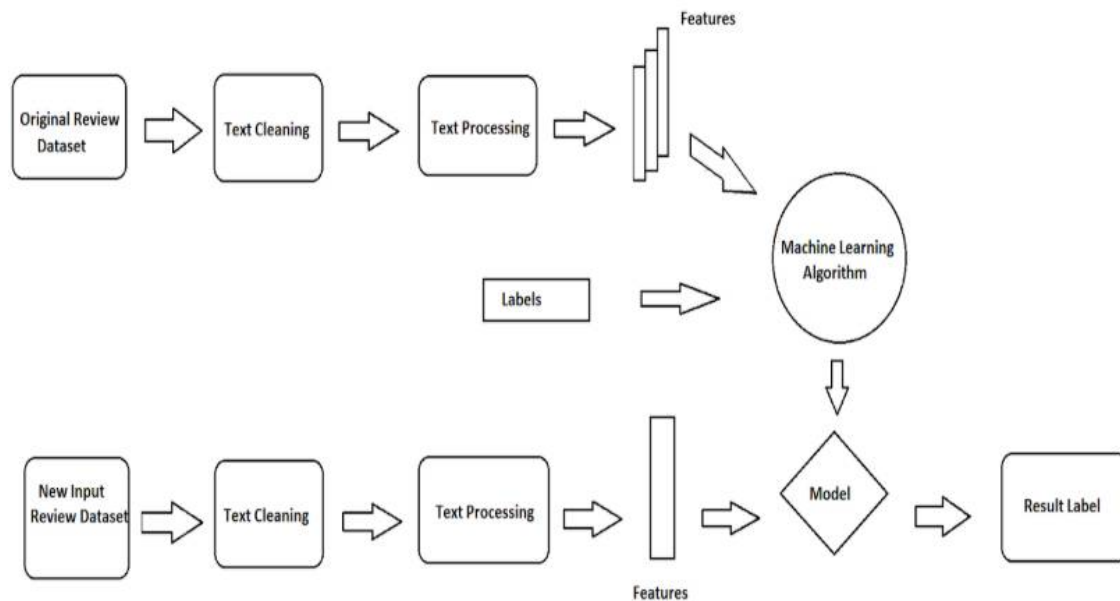 Features
Original Review
Dataset
Text Cleaning
Text Processing
Machine Learning
Algorithm
Labels
New Input
Review Dataset
Text Cleaning
Text Processing
Model
Result Label
Features